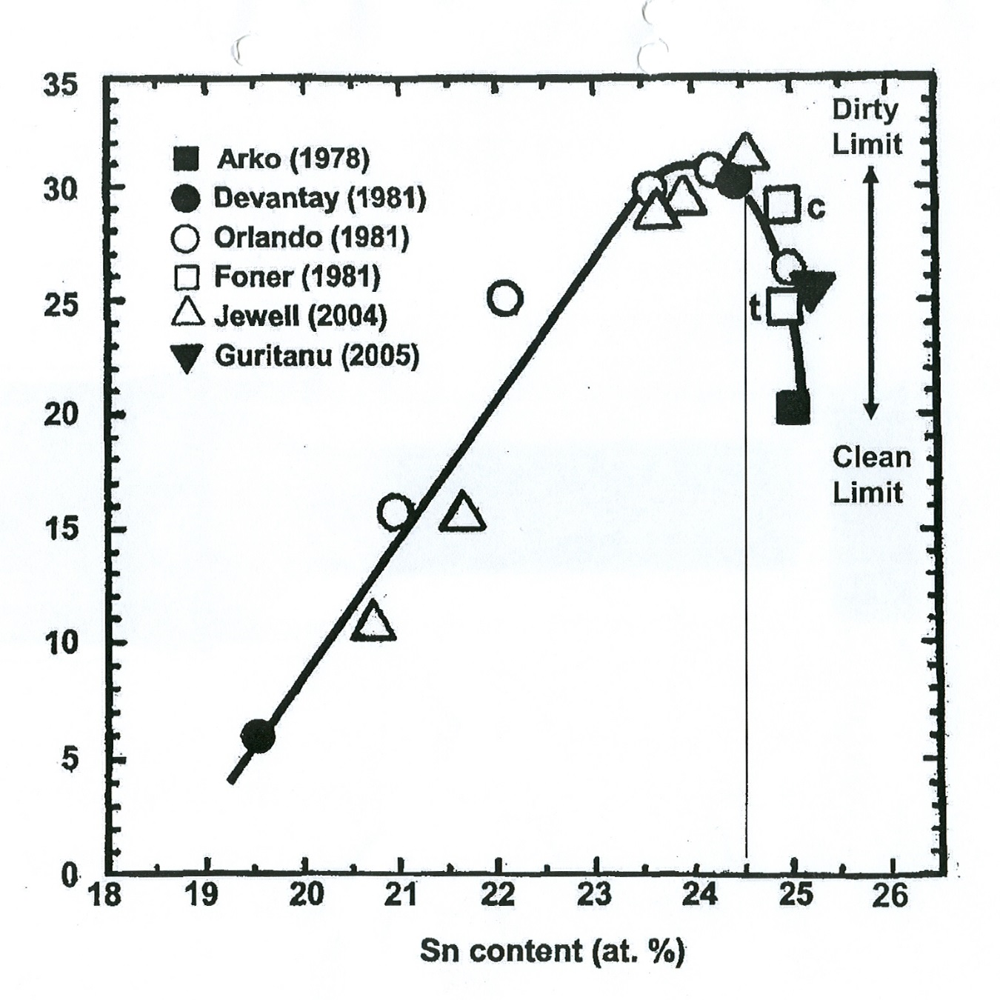 35
30
25
20
15
10
5
0
Arko (1978)
Devantay (1981)
Orlando (1981)
Foner (1981)
Jewell (2004)
Guritanu (2005)
Dirty
Limit
c
t
Clean
Limit
18 19 20 21 22 23 24 25 26
Sn content (at. %)